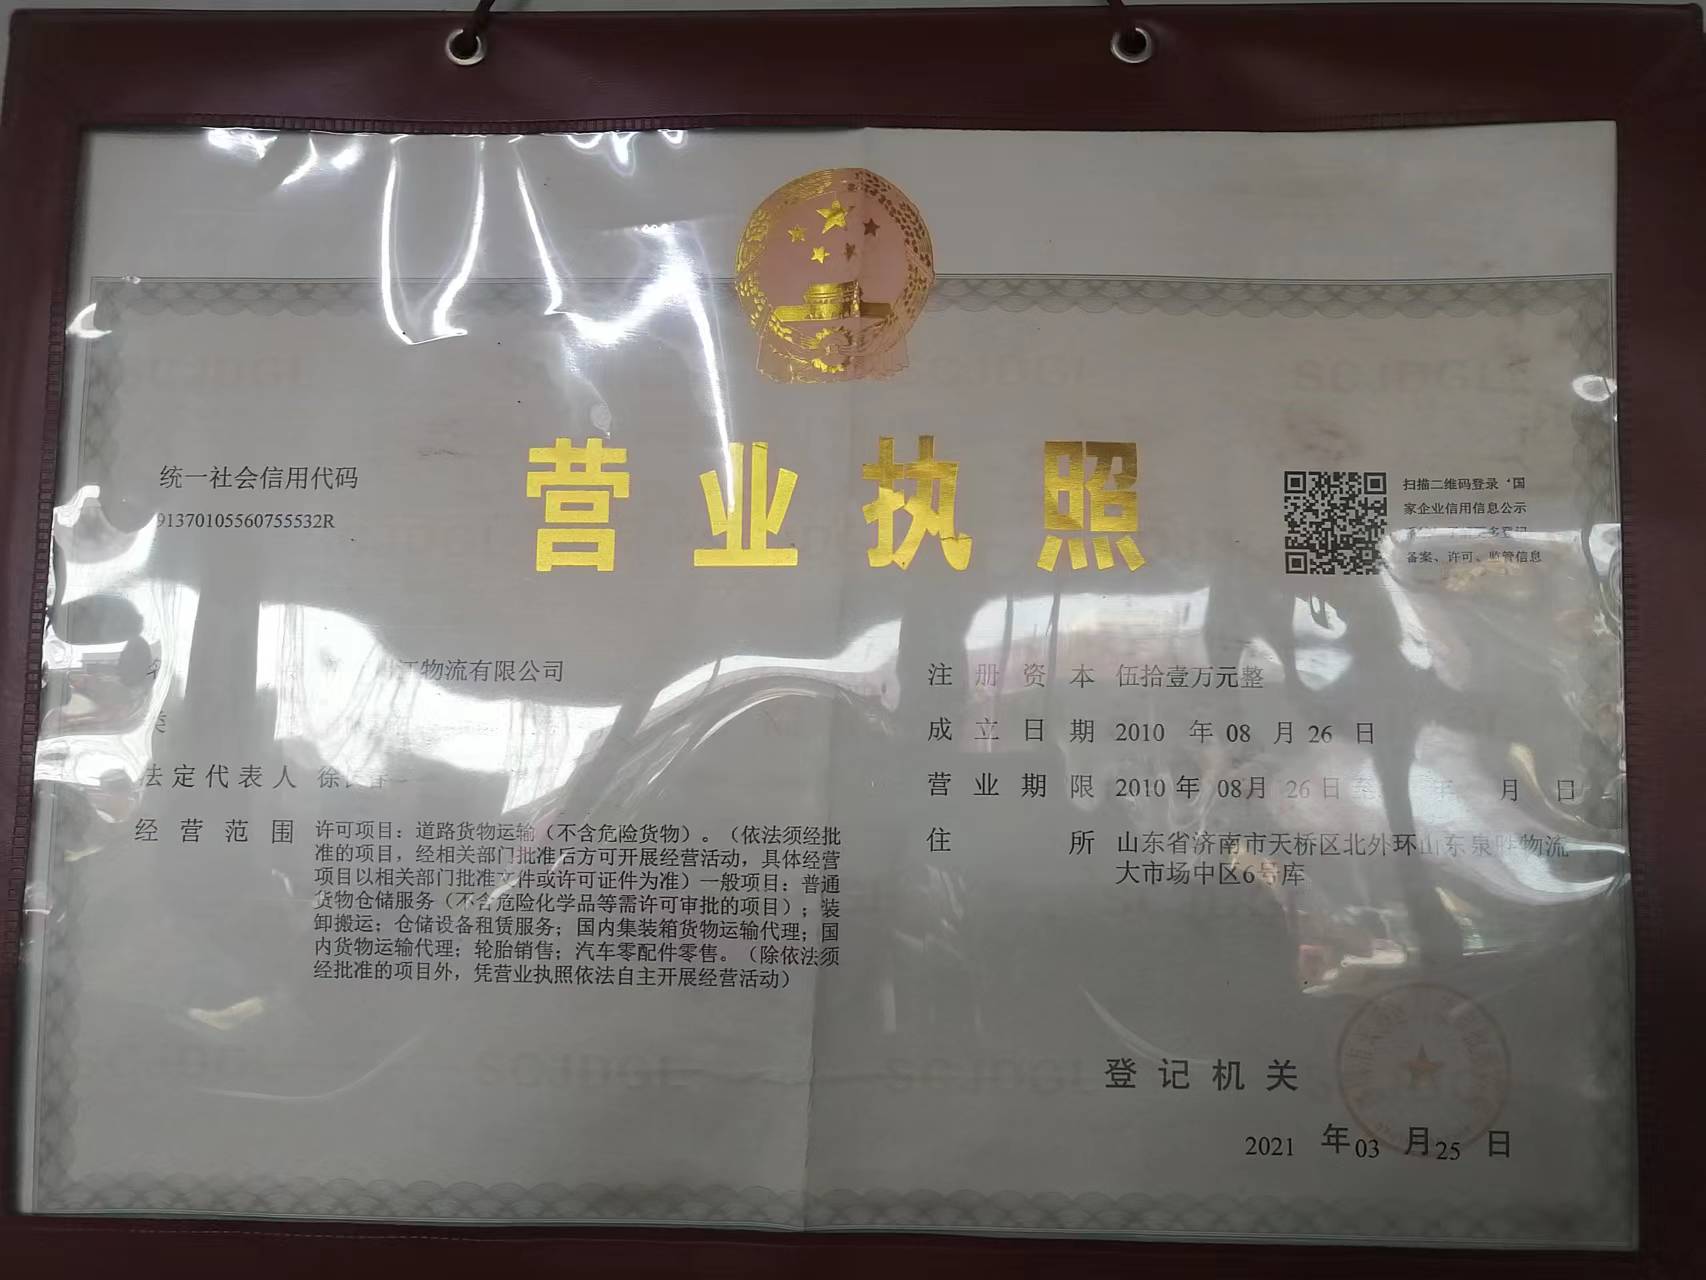 营业执照
统一社会信用代码
91370105560755532R
扫描二维码登录‘国
家企业信用信息公示
备案、许可、监管信息
江物流有限公司
法定代表人 徐长春
经营范围 许可项目：道路货物运输（不含危险货物）。（依法须经批
准的项目，经相关部门批准后方可开展经营活动，具体经营
项目以相关部门批准文件或许可证件为准）一般项目：普通
货物仓储服务（不含危险化学品等需许可审批的项目）；装
卸搬运；仓储设备租赁服务；国内集装箱货物运输代理；国
内货物运输代理；轮胎销售；汽车零配件零售。（除依法须
经批准的项目外，凭营业执照依法自主开展经营活动）
注册资本 伍拾壹万元整
成立日期 2010 年 08 月 26 日
营业期限 2010 年 08月 26 日至 年 月 日
住所 山东省济南市天桥区北外环山东泉胜物流
大市场中区6号库
登记机关
2021 年 03 月 25 日
SCJDGL
SCJDGL
SCJDGL